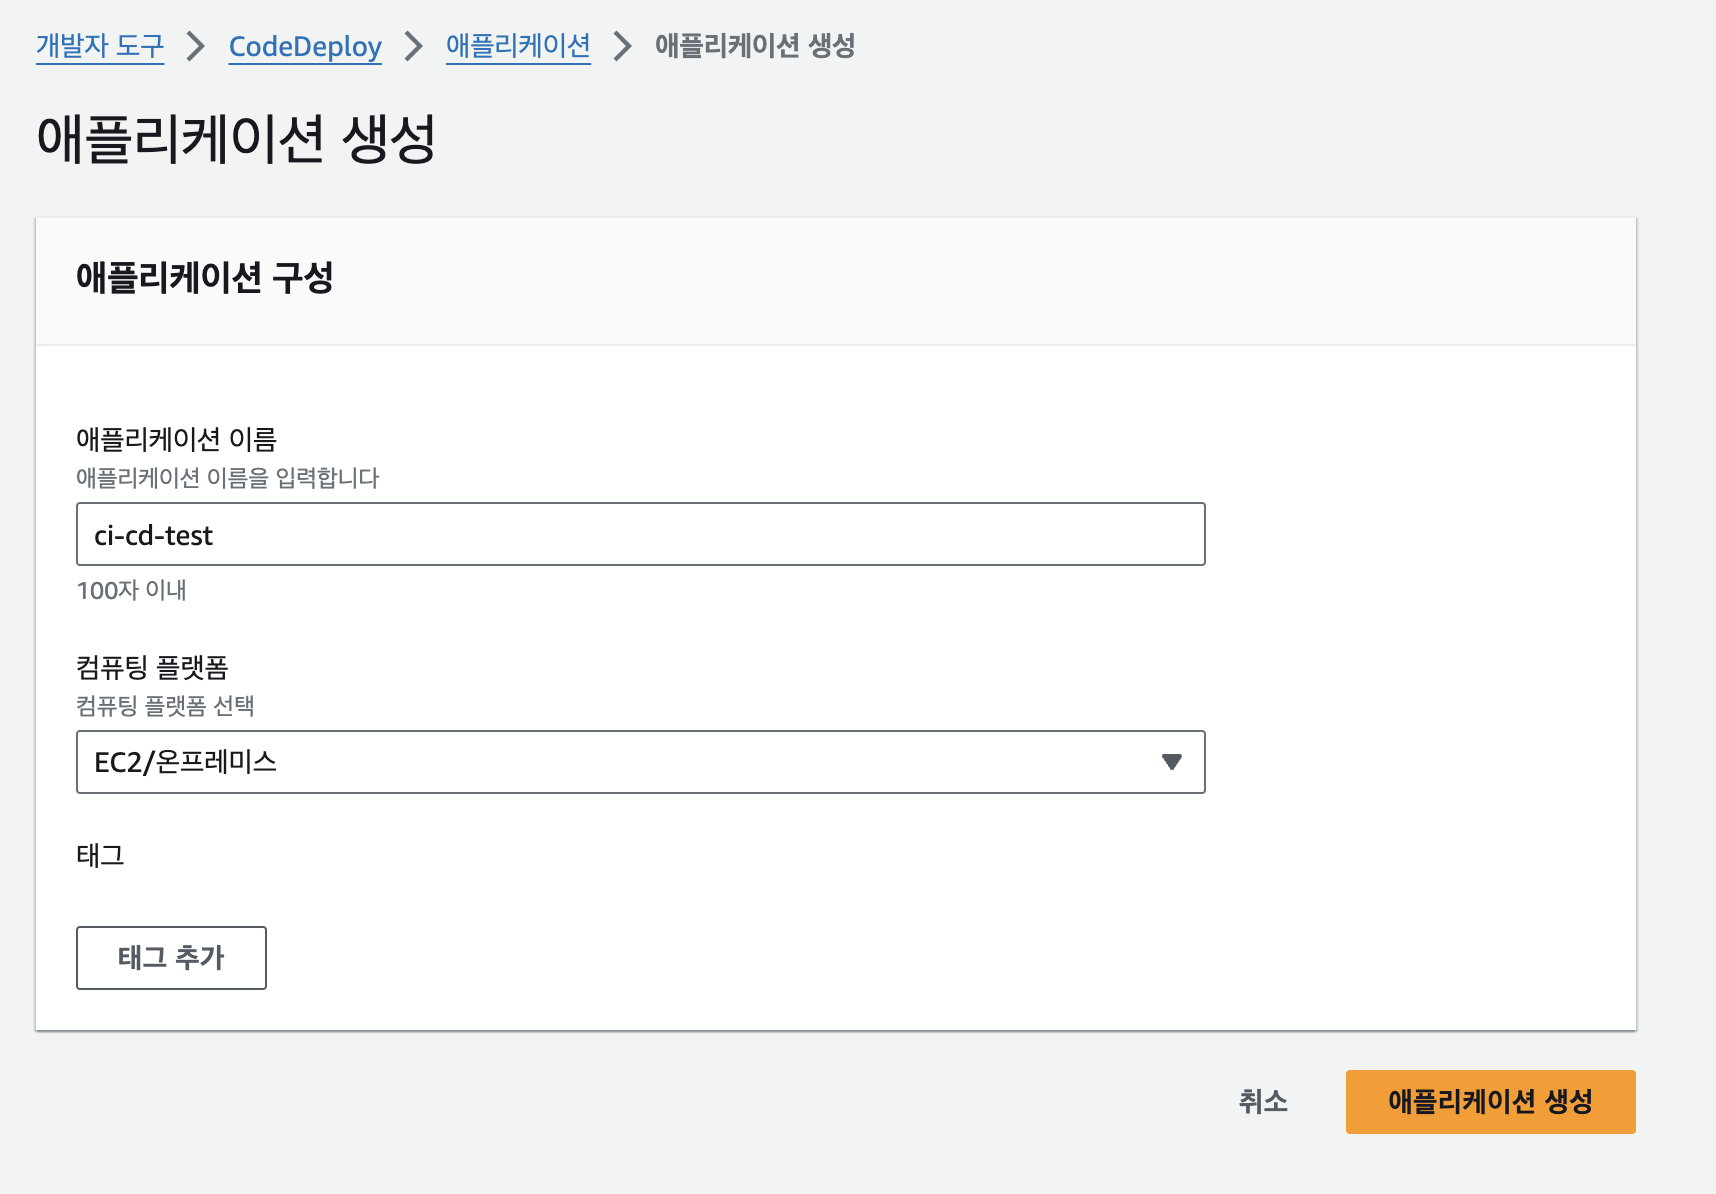 개발자 도구 > CodeDeploy > 애플리케이션 > 애플리케이션 생성
애플리케이션 생성
애플리케이션 구성
애플리케이션 이름
애플리케이션 이름을 입력합니다
ci-cd-test
100자 이내
컴퓨팅 플랫폼
컴퓨팅 플랫폼 선택
EC2/온프레미스
태그
태그 추가
취소 애플리케이션 생성